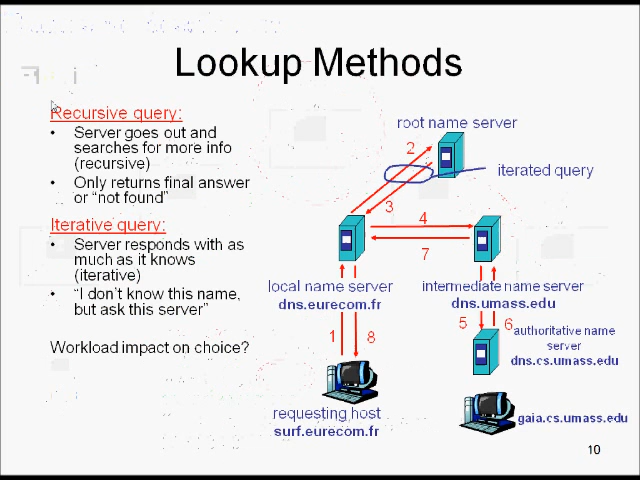 Lookup Methods
Recursive query:
• Server goes out and
searches for more info
(recursive)
• Only returns final answer
or “not found”
Iterative query:
• Server responds with as
much as it knows
(iterative)
• “I don’t know this name,
but ask this server”
Workload impact on choice?
root name server
2
iterated query
3
4
7
local name server
dns.eurecom.fr
intermediate name server
dns.umass.edu
5
6
authoritative name
server
dns.cs.umass.edu
1
8
requesting host
surf.eurecom.fr
gaia.cs.umass.edu
10